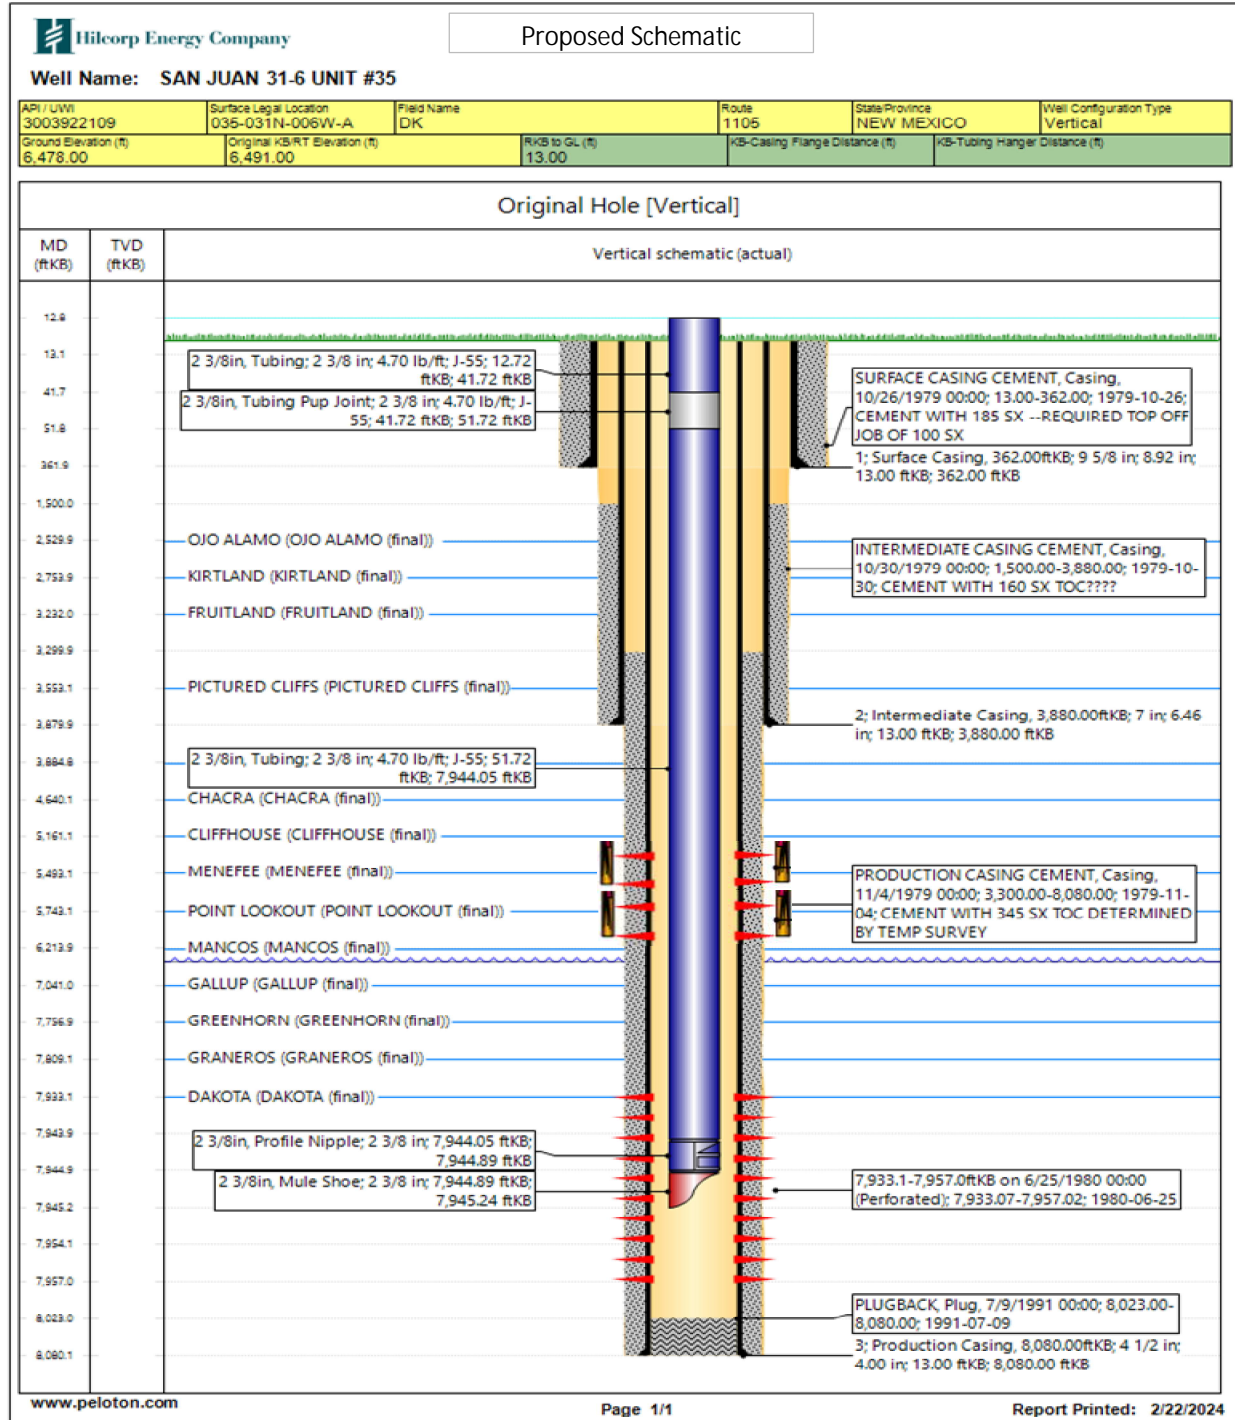 Hilcorp Energy Company
Proposed Schematic
Well Name: SAN JUAN 31-6 UNIT #35
API / UWI
3003922109
Surface Legal Location
035-031N-006W-A
Field Name
DK
Route
1105
State/Province
NEW MEXICO
Well Configuration Type
Vertical
Ground Elevation (ft)
6,478.00
Original KB/RT Elevation (ft)
6,491.00
RKB to GL (ft)
13.00
KB-Casing Flange Distance (ft)
KB-Tubing Hanger Distance (ft)
Original Hole [Vertical]
MD
(ftKB)
TVD
(ftKB)
Vertical schematic (actual)
12.8
13.1
41.7
51.8
361.9
1,500.0
2,529.9
2,753.9
3,232.0
3,299.9
3,553.1
3,879.9
3,884.8
4,640.1
5,161.1
5,493.1
5,743.1
6,213.9
7,041.0
7,756.9
7,809.1
7,933.1
7,943.9
7,944.9
7,945.2
7,954.1
7,957.0
8,023.0
8,080.1
2 3/8in, Tubing; 2 3/8 in; 4.70 lb/ft; J-55; 12.72
ftKB; 41.72 ftKB
2 3/8in, Tubing Pup Joint; 2 3/8 in; 4.70 lb/ft; J-
55; 41.72 ftKB; 51.72 ftKB
SURFACE CASING CEMENT, Casing,
10/26/1979 00:00; 13.00-362.00; 1979-10-26;
CEMENT WITH 185 SX --REQUIRED TOP OFF
JOB OF 100 SX
1; Surface Casing, 362.00ftKB; 9 5/8 in; 8.92 in;
13.00 ftKB; 362.00 ftKB
OJO ALAMO (OJO ALAMO (final))
KIRTLAND (KIRTLAND (final))
FRUITLAND (FRUITLAND (final))
INTERMEDIATE CASING CEMENT, Casing,
10/30/1979 00:00; 1,500.00-3,880.00; 1979-10-
30; CEMENT WITH 160 SX TOC????
PICTURED CLIFFS (PICTURED CLIFFS (final))
2; Intermediate Casing, 3,880.00ftKB; 7 in; 6.46
in; 13.00 ftKB; 3,880.00 ftKB
2 3/8in, Tubing; 2 3/8 in; 4.70 lb/ft; J-55; 51.72
ftKB; 7,944.05 ftKB
CHACRA (CHACRA (final))
CLIFFHOUSE (CLIFFHOUSE (final))
MENEFEE (MENEFEE (final))
POINT LOOKOUT (POINT LOOKOUT (final))
PRODUCTION CASING CEMENT, Casing,
11/4/1979 00:00; 3,300.00-8,080.00; 1979-11-
04; CEMENT WITH 345 SX TOC DETERMINED
BY TEMP SURVEY
MANCOS (MANCOS (final))
GALLUP (GALLUP (final))
GREENHORN (GREENHORN (final))
GRANEROS (GRANEROS (final))
DAKOTA (DAKOTA (final))
2 3/8in, Profile Nipple; 2 3/8 in; 7,944.05 ftKB;
7,944.89 ftKB
2 3/8in, Mule Shoe; 2 3/8 in; 7,944.89 ftKB;
7,945.24 ftKB
7,933.1-7,957.0ftKB on 6/25/1980 00:00
(Perforated); 7,933.07-7,957.02; 1980-06-25
PLUGBACK, Plug, 7/9/1991 00:00; 8,023.00-
8,080.00; 1991-07-09
3; Production Casing, 8,080.00ftKB; 4 1/2 in;
4.00 in; 13.00 ftKB; 8,080.00 ftKB
www.peloton.com
Page 1/1
Report Printed: 2/22/2024